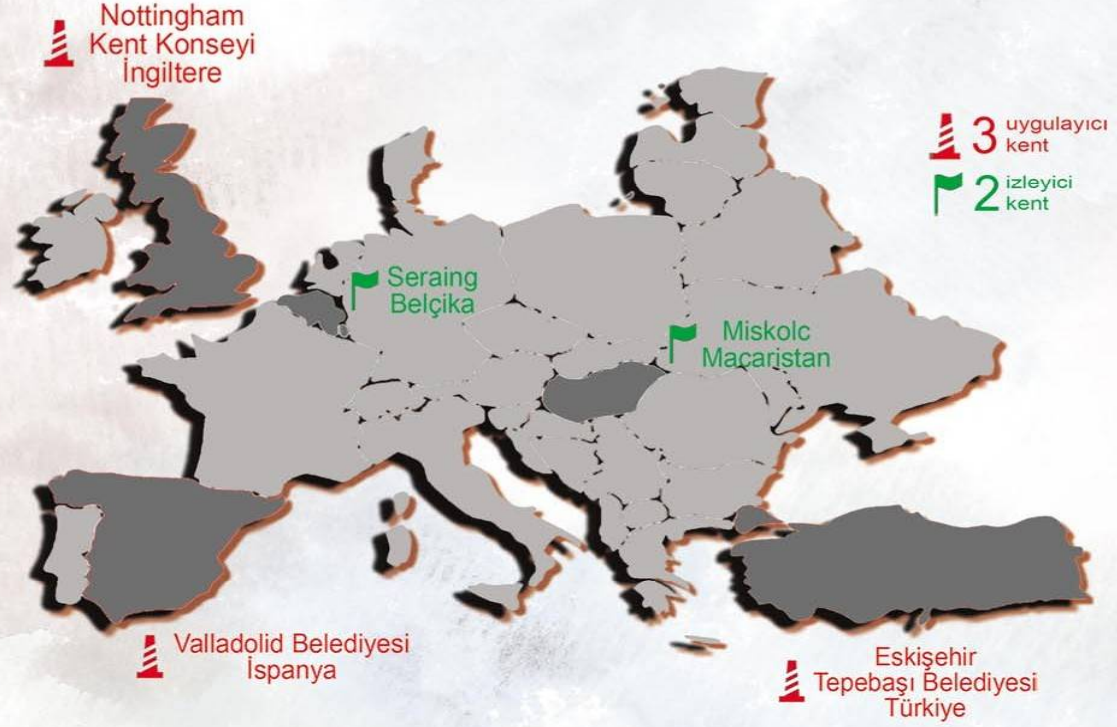 Nottingham
Kent Konseyi
İngiltere
3 uygulayıcı
kent
2 izleyici
kent
Seraing
Belçika
Miskolc
Macaristan
Valladolid Belediyesi
İspanya
Eskişehir
Tepebaşı Belediyesi
Türkiye